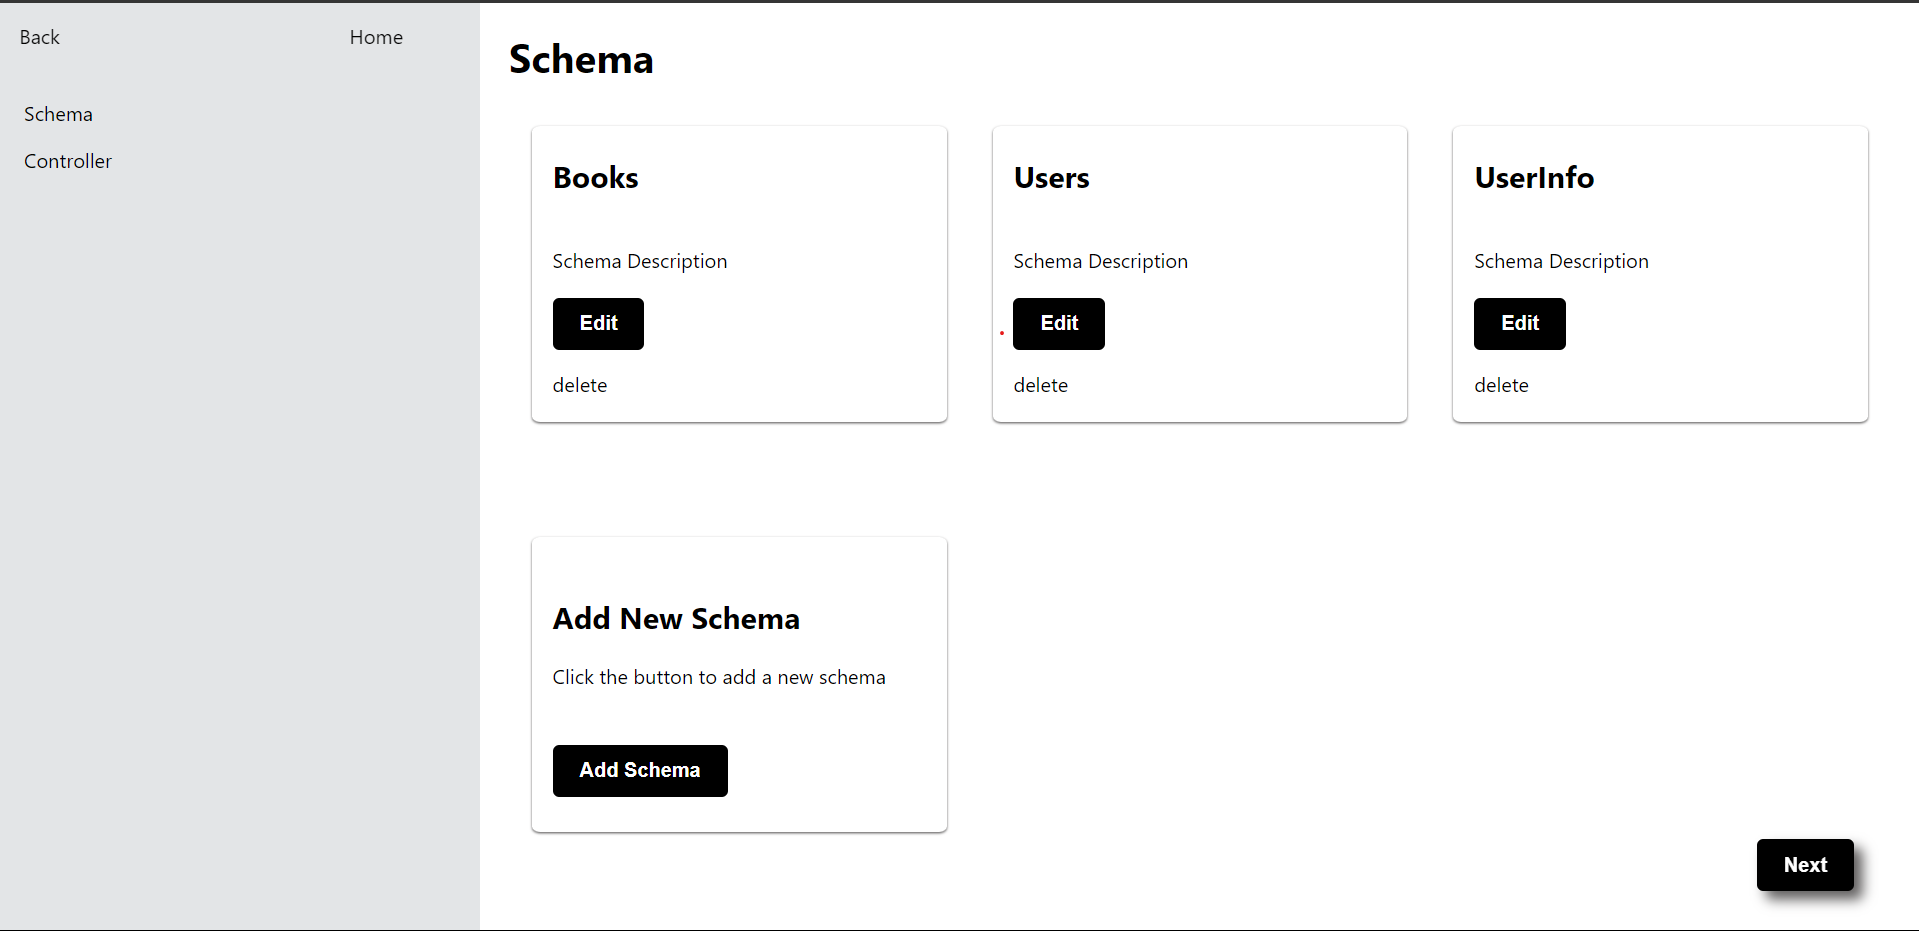 Back
Home
Schema
Controller
Schema
Books
Schema Description
Edit
delete
Users
Schema Description
Edit
delete
UserInfo
Schema Description
Edit
delete
Add New Schema
Click the button to add a new schema
Add Schema
Next